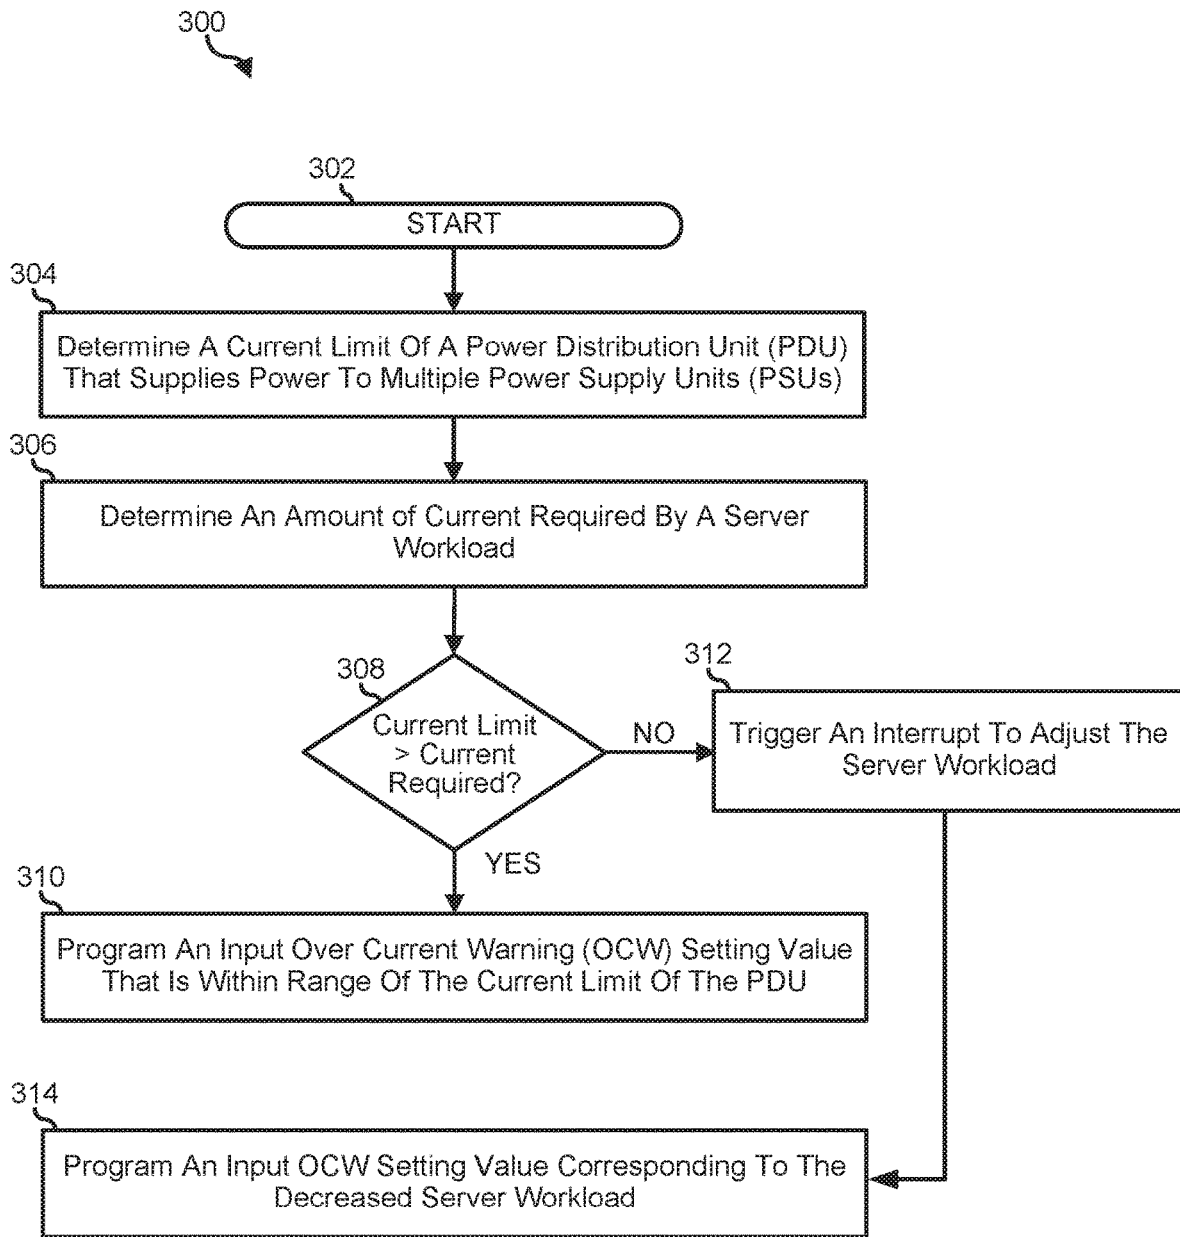 300
302
START
304
Determine A Current Limit Of A Power Distribution Unit (PDU)
That Supplies Power To Multiple Power Supply Units (PSUs)
306
Determine An Amount of Current Required By A Server
Workload
308
Current Limit
> Current
Required?
NO
312
Trigger An Interrupt To Adjust The
Server Workload
YES
310
Program An Input Over Current Warning (OCW) Setting Value
That Is Within Range Of The Current Limit Of The PDU
314
Program An Input OCW Setting Value Corresponding To The
Decreased Server Workload